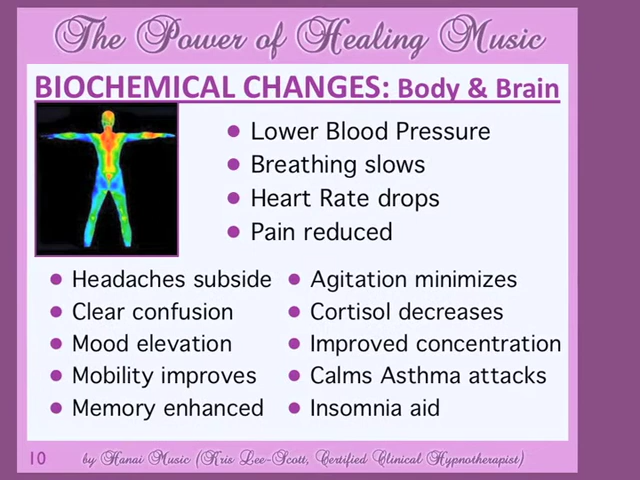 The Power of Healing Music
BIOCHEMICAL CHANGES: Body & Brain
• Lower Blood Pressure
• Breathing slows
• Heart Rate drops
• Pain reduced
• Headaches subside
• Clear confusion
• Mood elevation
• Mobility improves
• Memory enhanced
• Agitation minimizes
• Cortisol decreases
• Improved concentration
• Calms Asthma attacks
• Insomnia aid
10
by Hanai Music (Kris Lee-Scott, Certified Clinical Hypnotherapist)